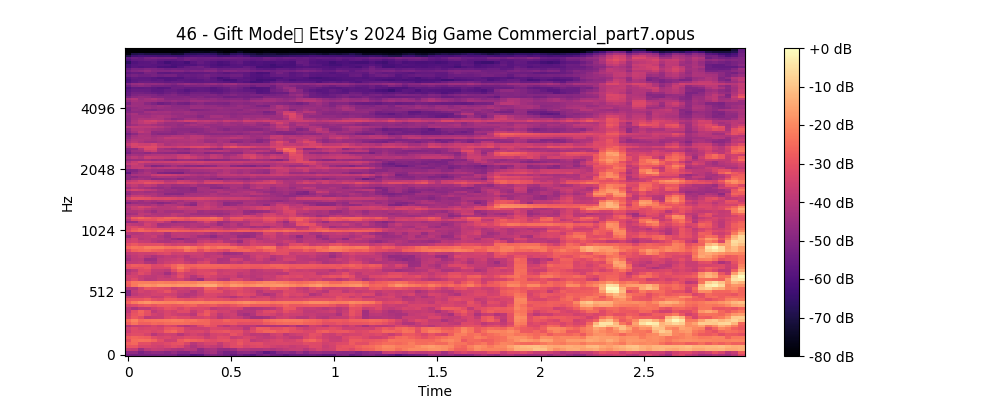 46 - Gift Mode Etsy’s 2024 Big Game Commercial_part7.opus
+0 dB
-10 dB
-20 dB
-30 dB
-40 dB
-50 dB
-60 dB
-70 dB
-80 dB
4096
2048
1024
512
0
Hz
0
0.5
1
1.5
2
2.5
Time